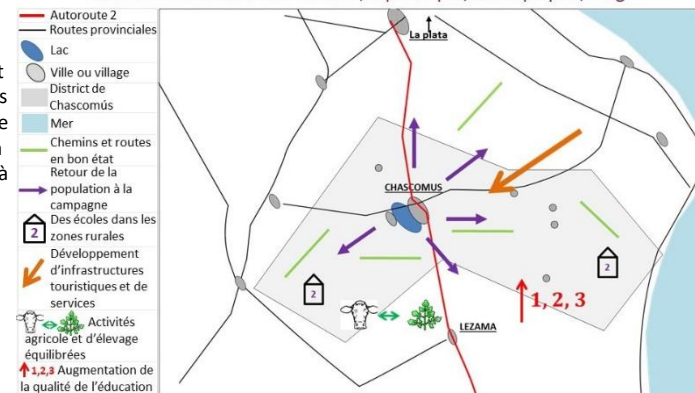 Autoroute 2
Routes provinciales
Lac
Ville ou village
District de
Chascomús
Mer
Chemins et routes
en bon état
Retour de la
population à la
campagne
2
Des écoles dans les
zones rurales
Développement
d'infrastructures
touristiques et de
services
Activités
agricole et d'élevage
équilibrées
1,2,3 Augmentation de
la qualité de l'éducation
t
s
e
à
La plata
CHASCOMUS
2
2
1, 2, 3
LEZAMA